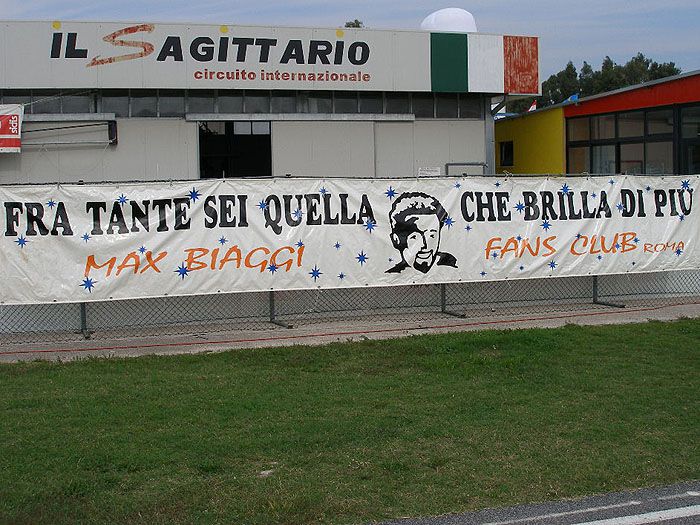 IL SAGITTARIO
circuito internazionale
FRA TANTE SEI QUELLA CHE BRILLA DI PIÙ
MAX BIAGGI FANS CLUB ROMA